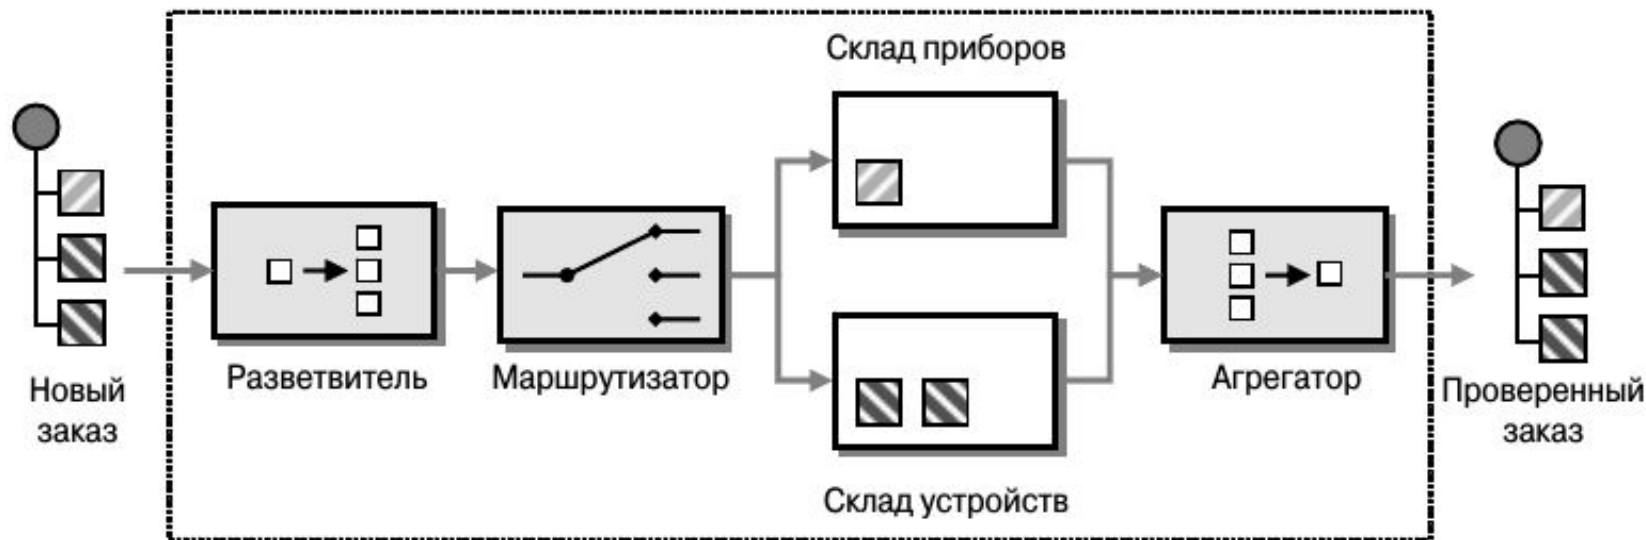 Склад приборов
Новый
заказ
Разветвитель
Маршрутизатор
Агрегатор
Проверенный
заказ
Склад устройств